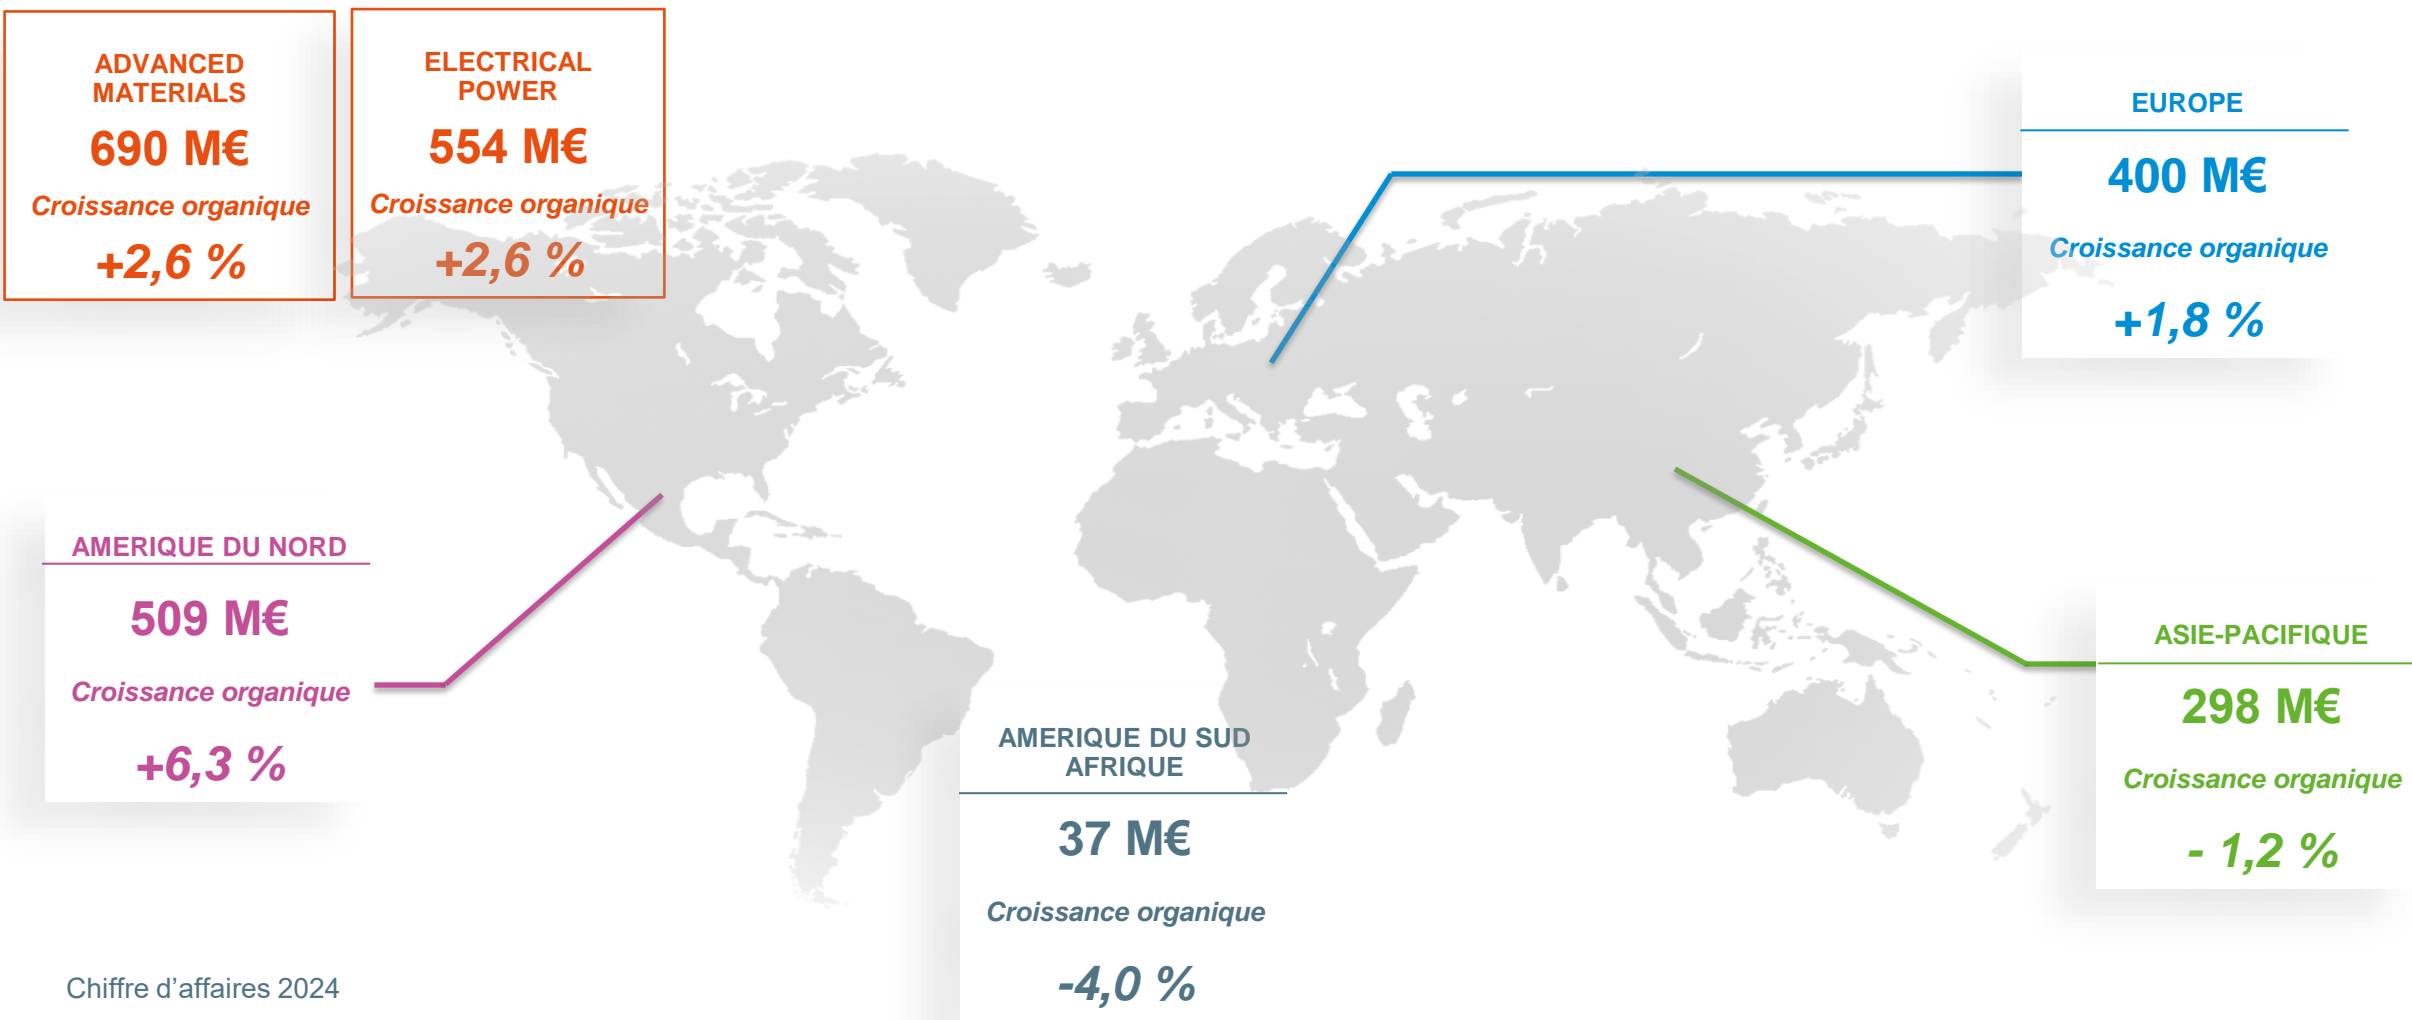 ADVANCED
MATERIALS
690 M€
Croissance organique
+2,6 %
ELECTRICAL
POWER
554 M€
Croissance organique
+2,6 %
EUROPE
400 M€
Croissance organique
+1,8 %
AMERIQUE DU NORD
509 M€
Croissance organique
+6,3 %
ASIE-PACIFIQUE
298 M€
Croissance organique
- 1,2 %
AMERIQUE DU SUD
AFRIQUE
37 M€
Croissance organique
-4,0 %
Chiffre d’affaires 2024